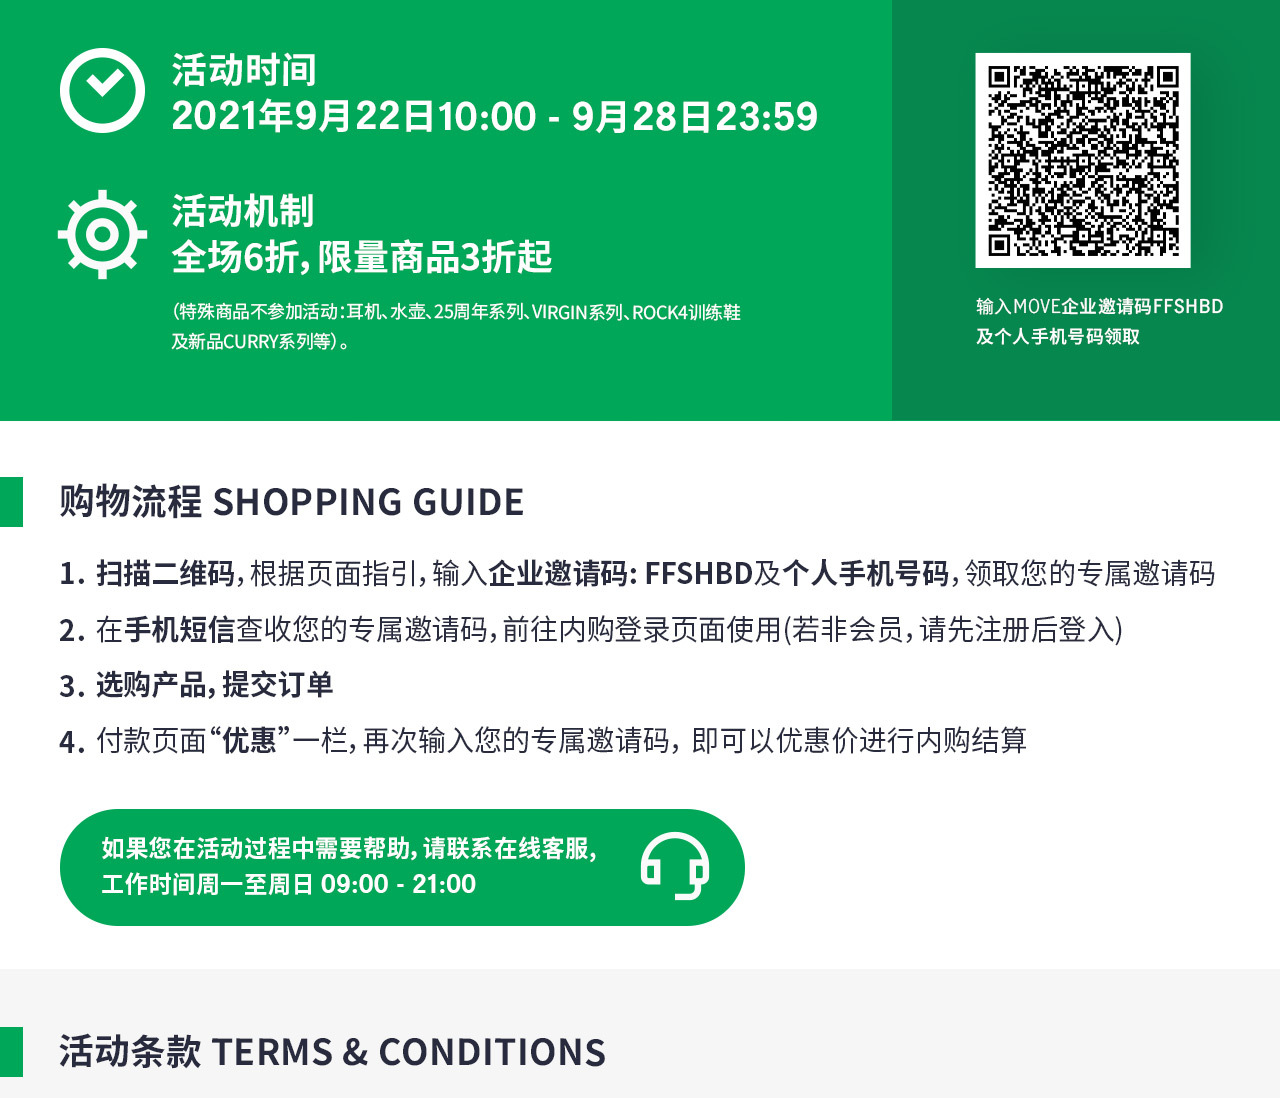 活动时间
2021年9月22日10:00 - 9月28日23:59
活动机制
全场6折，限量商品3折起
（特殊商品不参加活动：耳机、水壶、25周年系列、VIRGIN系列、ROCK4训练鞋
及新品CURRY系列等）。
输入MOVE企业邀请码FFSHBD
及个人手机号码领取
购物流程 SHOPPING GUIDE
1. 扫描二维码，根据页面指引，输入企业邀请码: FFSHBD及个人手机号码，领取您的专属邀请码
2. 在手机短信查收您的专属邀请码，前往内购登录页面使用(若非会员，请先注册后登入)
3. 选购产品，提交订单
4. 付款页面“优惠”一栏，再次输入您的专属邀请码，即可以优惠价进行内购结算
如果您在活动过程中需要帮助，请联系在线客服，
工作时间周一至周日 09:00 - 21:00
活动条款 TERMS & CONDITIONS